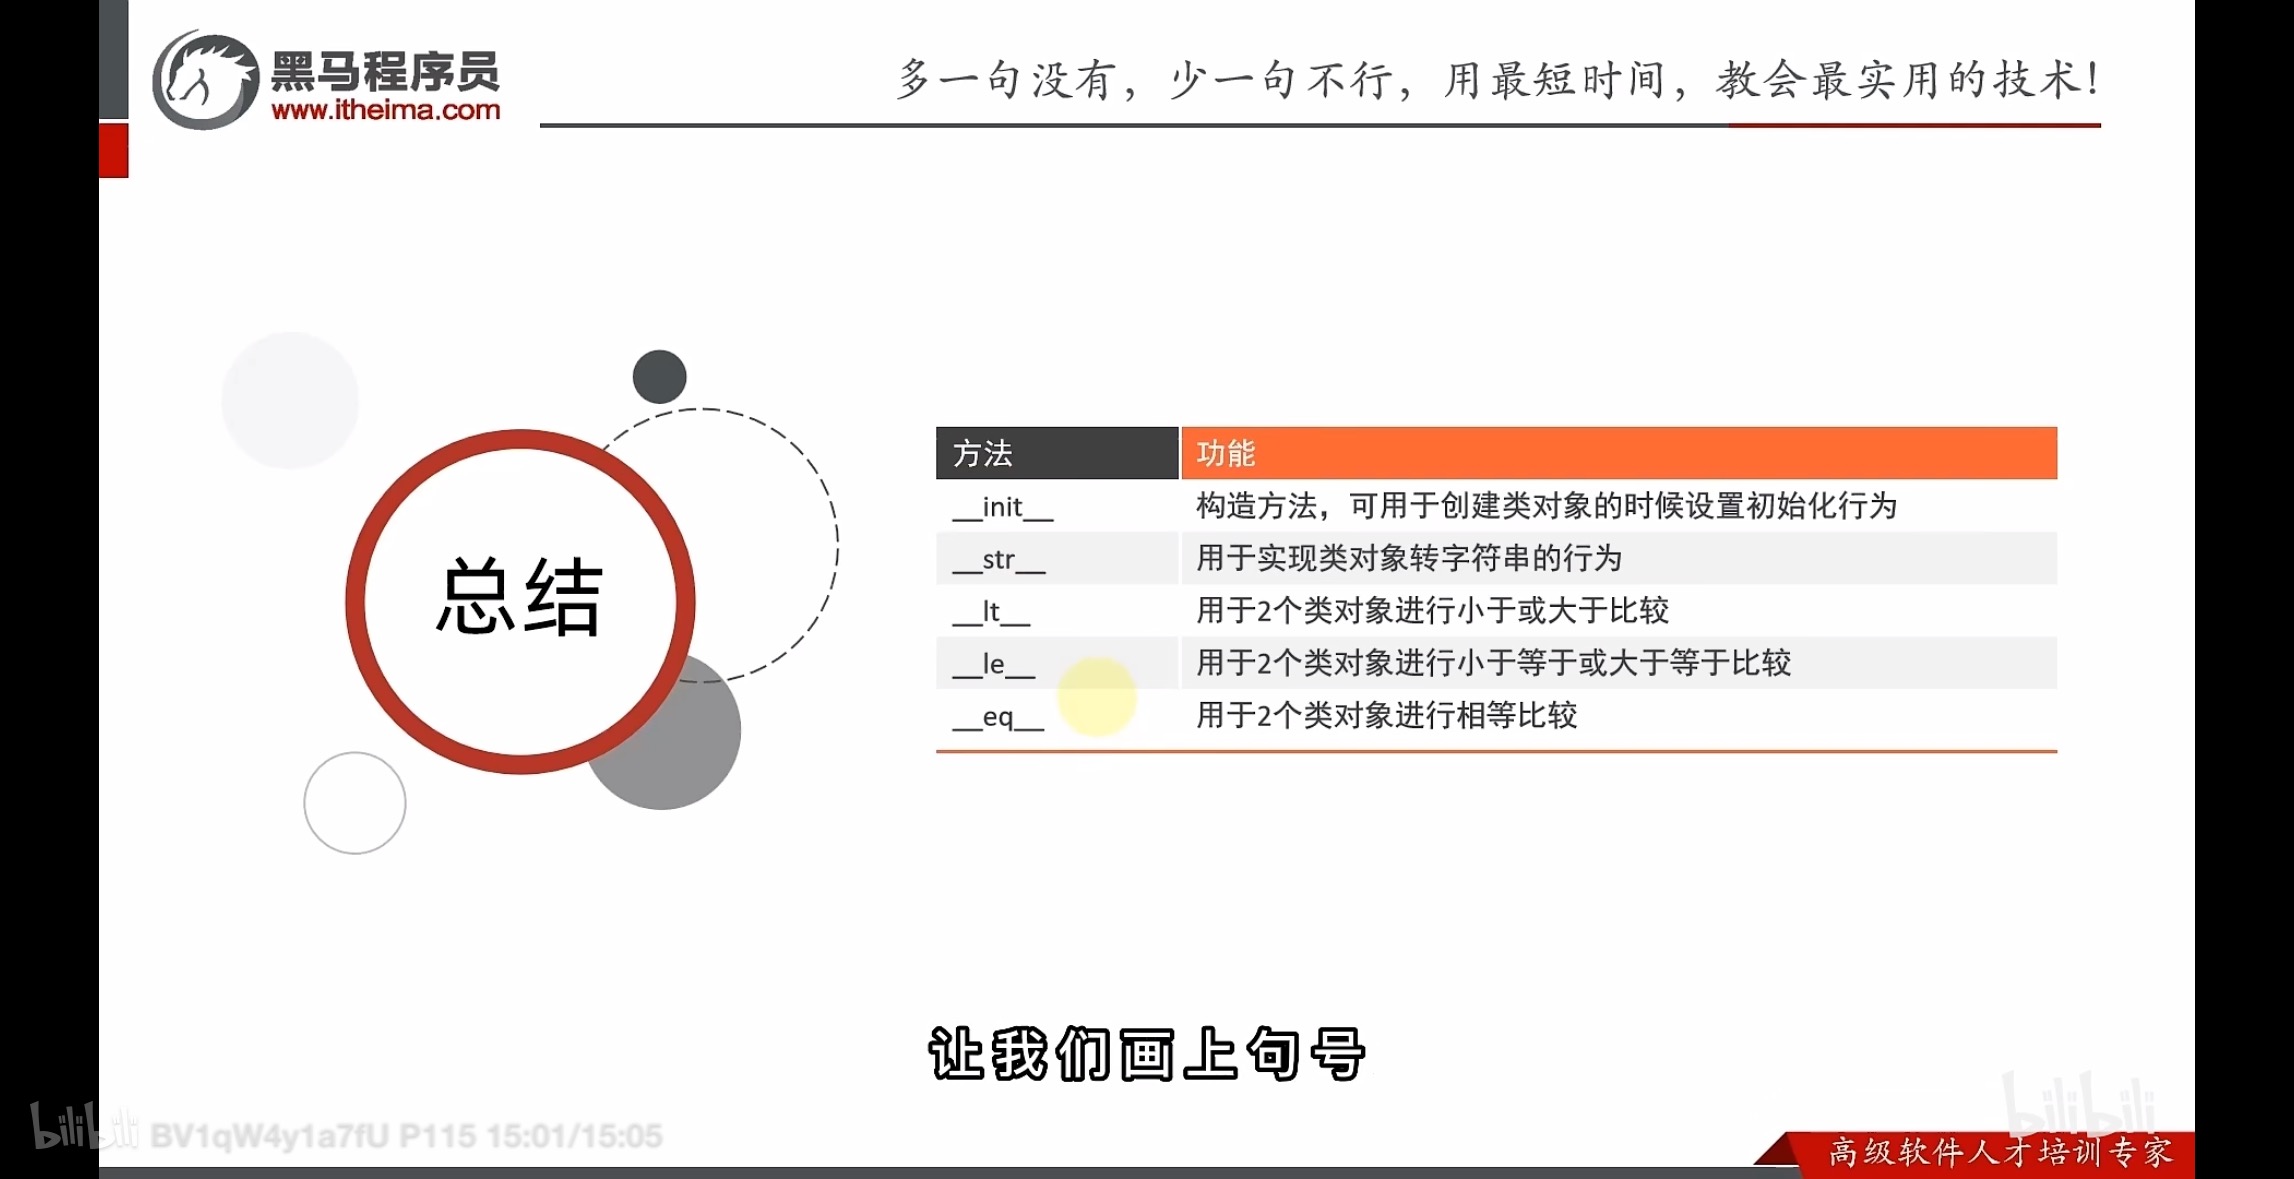 黑马程序员
www.itheima.com
多一句没有，少一句不行，用最短时间，教会最实用的技术！
总结
方法 功能
__init__ 构造方法，可用于创建类对象的时候设置初始化行为
__str__ 用于实现类对象转字符串的行为
__lt__ 用于2个类对象进行小于或大于比较
__le__ 用于2个类对象进行小于等于或大于等于比较
__eq__ 用于2个类对象进行相等比较
让我们画上句号
bilibili BV1qW4y1a7fU P115 15:01/15:05
bilibili
高级软件人才培训专家